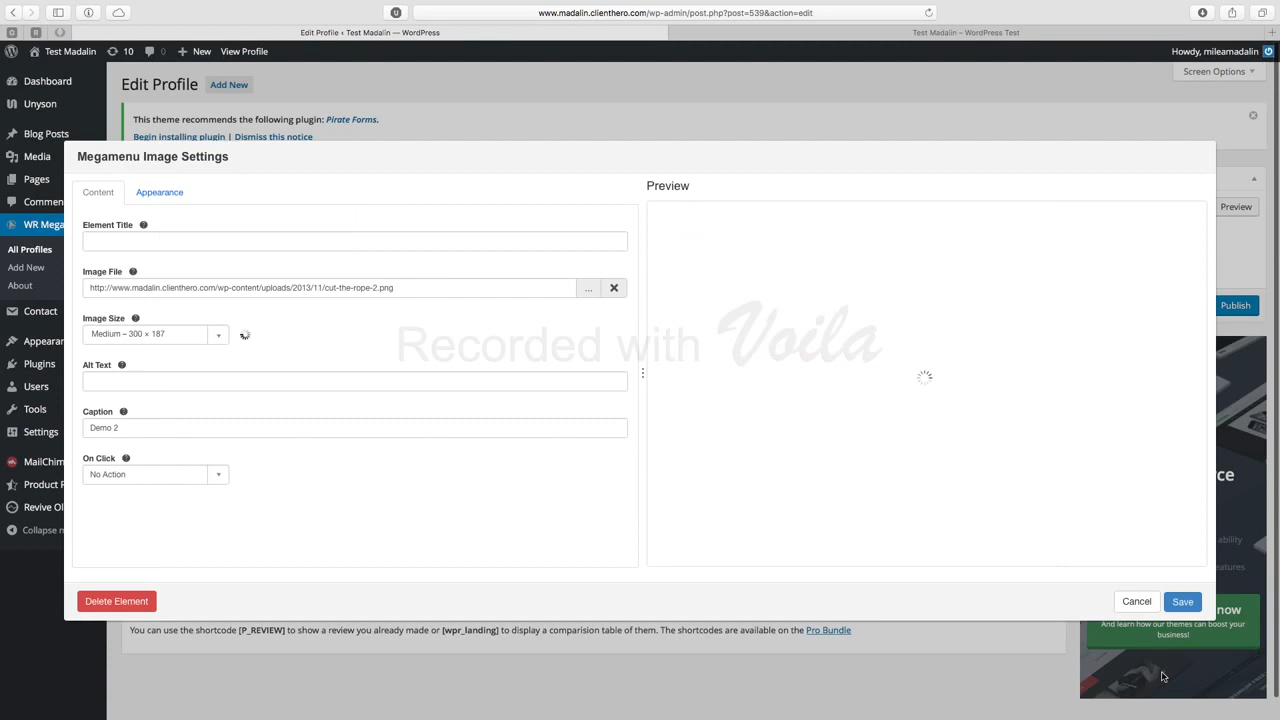 www.madalin.clienthero.com/wp-admin/post.php?post=539&action=edit
Edit Profile ‹ Test Madalin — WordPress
Test Madalin – WordPress Test
Test Madalin 10 0 New View Profile
Howdy, mileamadalin
Dashboard
Unyson
Blog Posts
Media
Pages
Commen
WR Mega
All Profiles
Add New
About
Contact
Appearan
Plugins
Users
Tools
Settings
MailChim
Product R
Revive Ol
Collapse m
Edit Profile Add New
Screen Options
This theme recommends the following plugin: Pirate Forms.
Begin installing plugin | Dismiss this notice
Megamenu Image Settings
Content Appearance
Element Title
Image File
http://www.madalin.clienthero.com/wp-content/uploads/2013/11/cut-the-rope-2.png
...
Image Size
Medium – 300 × 187
Alt Text
Caption
Demo 2
On Click
No Action
Preview
Recorded with Voila
Delete Element
Cancel Save
Preview
Publish
rce
ability
eatures
now
And learn how our themes can boost your
business!
You can use the shortcode [P_REVIEW] to show a review you already made or [wpr_landing] to display a comparision table of them. The shortcodes are available on the Pro Bundle